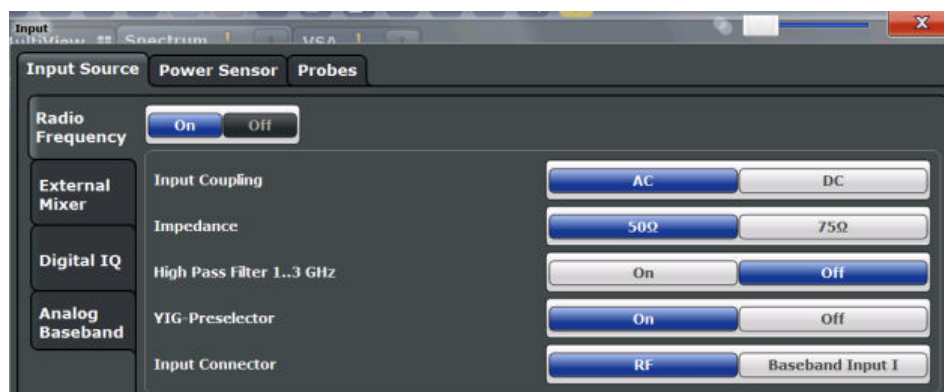 Input
MultiView Spectrum ! VSA !
X
Input Source Power Sensor Probes
Radio
Frequency
On Off
External
Mixer
Digital IQ
Analog
Baseband
Input Coupling AC DC
Impedance 50Ω 75Ω
High Pass Filter 1..3 GHz On Off
YIG-Preselector On Off
Input Connector RF Baseband Input I